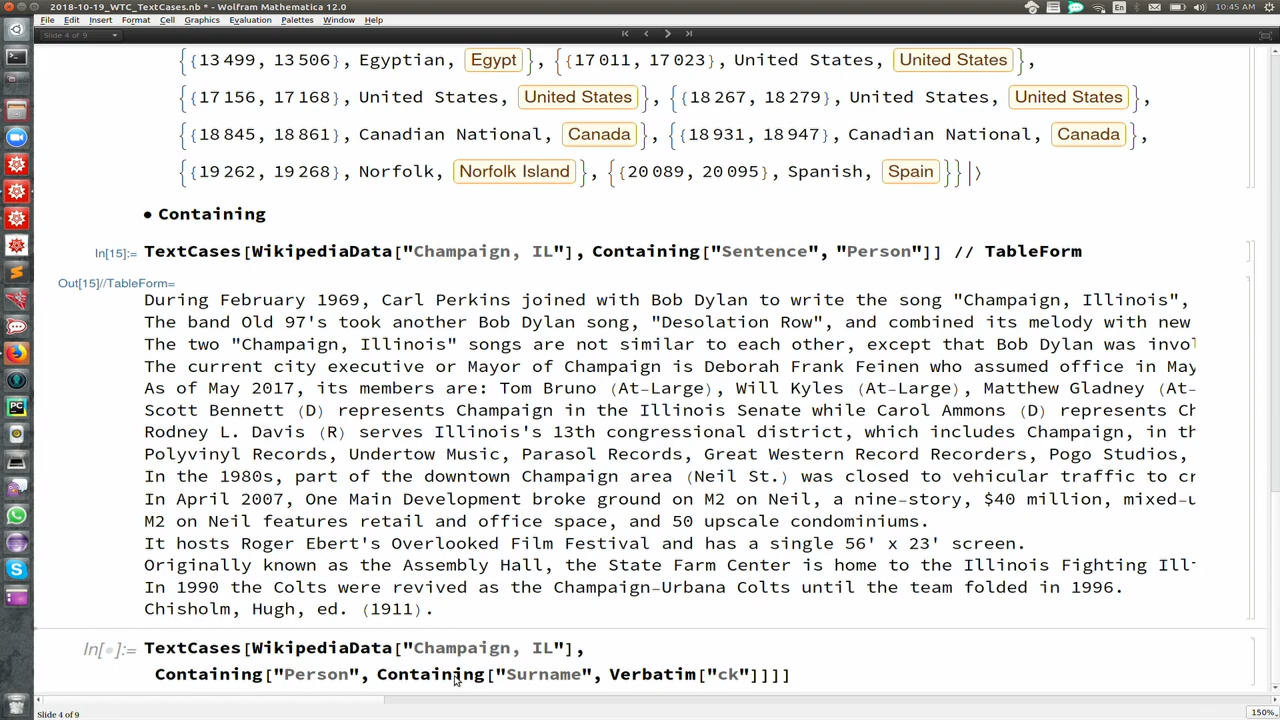 2018-10-19_WTC_TextCases.nb * - Wolfram Mathematica 12.0
En
10:45 AM
File Edit Insert Format Cell Graphics Evaluation Palettes Window Help
Slide 4 of 9
{{13 499, 13 506}, Egyptian, Egypt}, {{17 011, 17 023}, United States, United States},
{{17 156, 17 168}, United States, United States}, {{18 267, 18 279}, United States, United States},
{{18 845, 18 861}, Canadian National, Canada}, {{18 931, 18 947}, Canadian National, Canada},
{{19 262, 19 268}, Norfolk, Norfolk Island}, {{20 089, 20 095}, Spanish, Spain}}|>
• Containing
In[15]:= TextCases[WikipediaData["Champaign, IL"], Containing["Sentence", "Person"]] // TableForm
Out[15]//TableForm=
During February 1969, Carl Perkins joined with Bob Dylan to write the song "Champaign, Illinois",
The band Old 97's took another Bob Dylan song, "Desolation Row", and combined its melody with new
The two "Champaign, Illinois" songs are not similar to each other, except that Bob Dylan was invol
The current city executive or Mayor of Champaign is Deborah Frank Feinen who assumed office in May
As of May 2017, its members are: Tom Bruno (At-Large), Will Kyles (At-Large), Matthew Gladney (At-
Scott Bennett (D) represents Champaign in the Illinois Senate while Carol Ammons (D) represents Ch
Rodney L. Davis (R) serves Illinois's 13th congressional district, which includes Champaign, in th
Polyvinyl Records, Undertow Music, Parasol Records, Great Western Record Recorders, Pogo Studios,
In the 1980s, part of the downtown Champaign area (Neil St.) was closed to vehicular traffic to cr
In April 2007, One Main Development broke ground on M2 on Neil, a nine-story, $40 million, mixed-u
M2 on Neil features retail and office space, and 50 upscale condominiums.
It hosts Roger Ebert's Overlooked Film Festival and has a single 56' x 23' screen.
Originally known as the Assembly Hall, the State Farm Center is home to the Illinois Fighting Ill
In 1990 the Colts were revived as the Champaign-Urbana Colts until the team folded in 1996.
Chisholm, Hugh, ed. (1911).
In[•]:= TextCases[WikipediaData["Champaign, IL"],
Containing["Person", Containing["Surname", Verbatim["ck"]]]]
Slide 4 of 9
150%